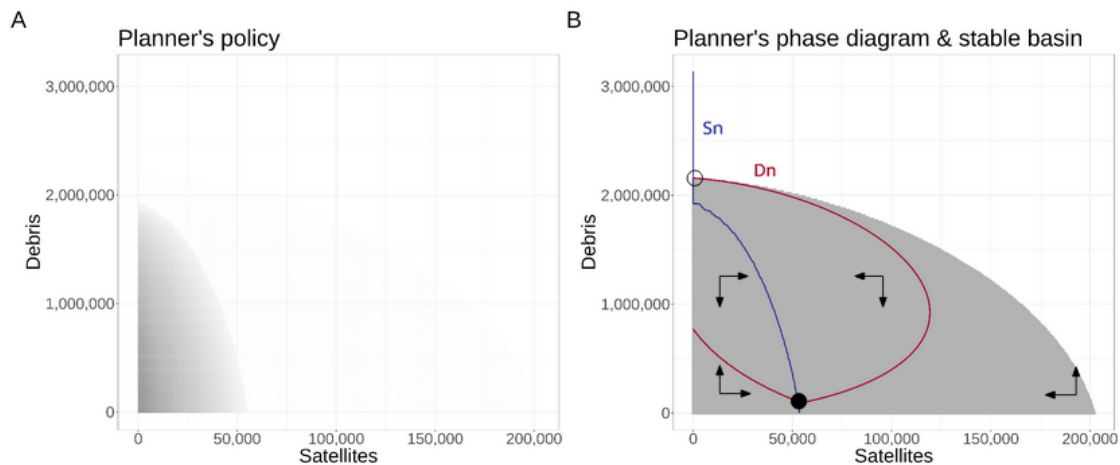 A
Planner's policy
3,000,000
2,000,000
1,000,000
0
Debris
0 50,000 100,000 150,000 200,000
Satellites
B
Planner's phase diagram & stable basin
3,000,000
2,000,000
1,000,000
0
Debris
Sn
Dn
0 50,000 100,000 150,000 200,000
Satellites